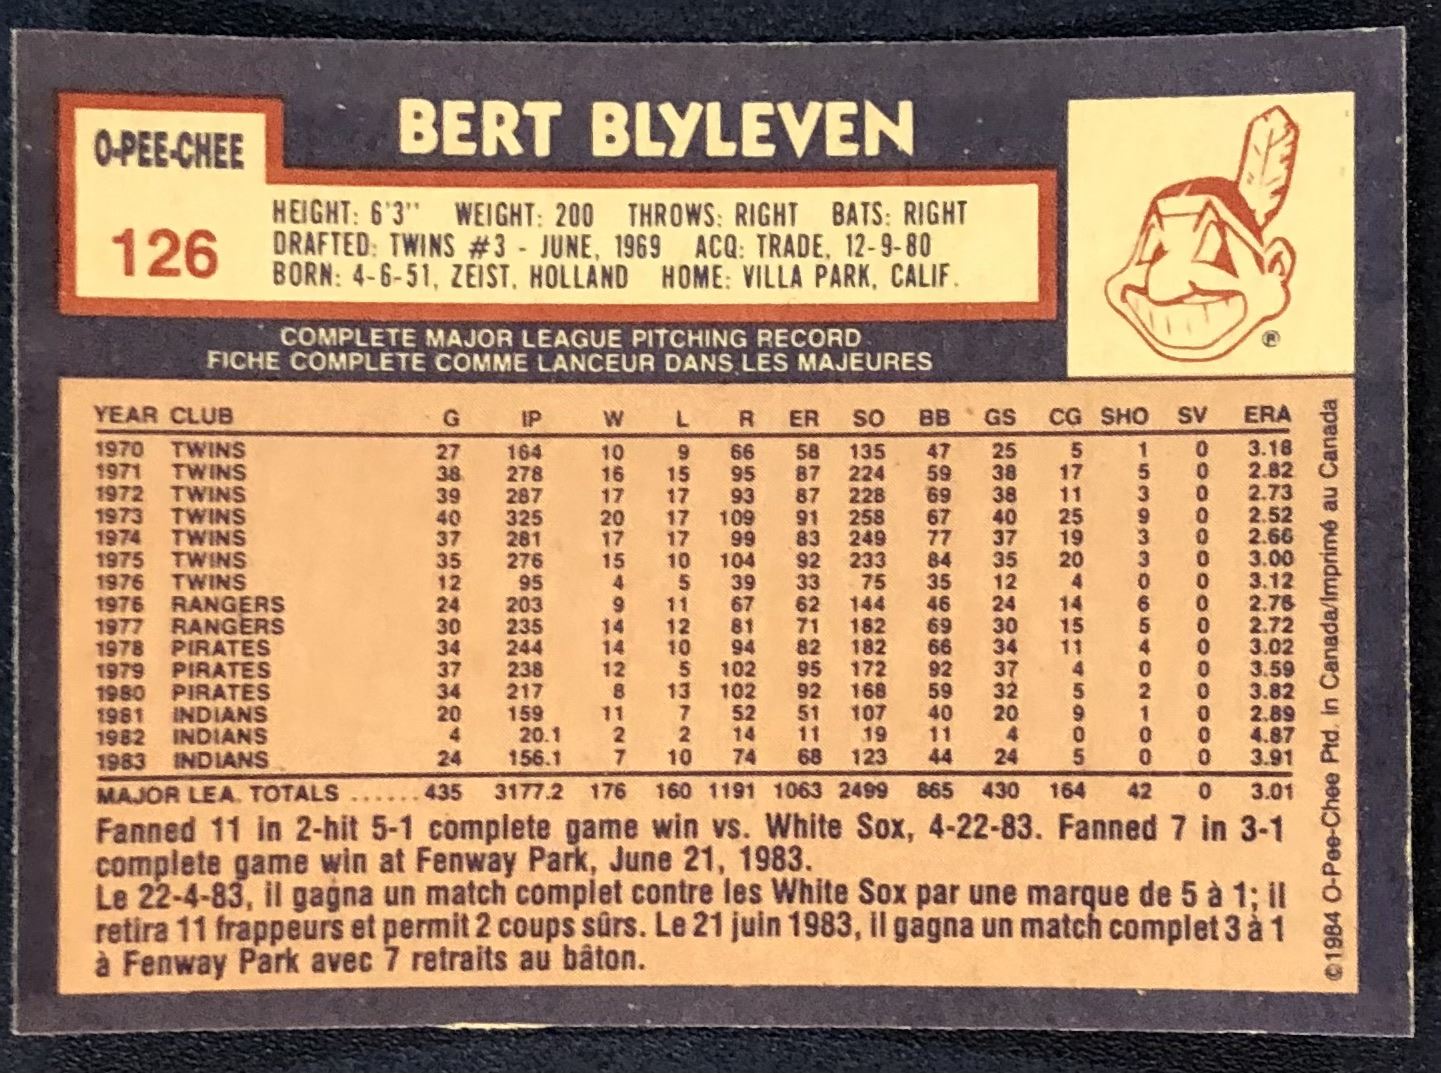 O-PEE-CHEE
126
BERT BLYLEVEN
HEIGHT: 6'3" WEIGHT: 200 THROWS: RIGHT BATS: RIGHT
DRAFTED: TWINS #3 - JUNE, 1969 ACQ: TRADE, 12-9-80
BORN: 4-6-51, ZEIST, HOLLAND HOME: VILLA PARK, CALIF.
®
COMPLETE MAJOR LEAGUE PITCHING RECORD
FICHE COMPLETE COMME LANCEUR DANS LES MAJEURES
YEAR CLUB G IP W L R ER SO BB GS CG SHO SV ERA
1970 TWINS 27 164 10 9 66 58 135 47 25 5 1 0 3.18
1971 TWINS 38 278 16 15 95 87 224 59 38 17 5 0 2.82
1972 TWINS 39 287 17 17 93 87 228 69 38 11 3 0 2.73
1973 TWINS 40 325 20 17 109 91 258 67 40 25 9 0 2.52
1974 TWINS 37 281 17 17 99 83 249 77 37 19 3 0 2.66
1975 TWINS 35 276 15 10 104 92 233 84 35 20 3 0 3.00
1976 TWINS 12 95 4 5 39 33 75 35 12 4 0 0 3.12
1976 RANGERS 24 203 9 11 67 62 144 46 24 14 6 0 2.76
1977 RANGERS 30 235 14 12 81 71 182 69 30 15 5 0 2.72
1978 PIRATES 34 244 14 10 94 82 182 66 34 11 4 0 3.02
1979 PIRATES 37 238 12 5 102 95 172 92 37 4 0 0 3.59
1980 PIRATES 34 217 8 13 102 92 168 59 32 5 2 0 3.82
1981 INDIANS 20 159 11 7 52 51 107 40 20 9 1 0 2.89
1982 INDIANS 4 20.1 2 2 14 11 19 11 4 0 0 0 4.87
1983 INDIANS 24 156.1 7 10 74 68 123 44 24 5 0 0 3.91
MAJOR LEA. TOTALS ......435 3177.2 176 160 1191 1063 2499 865 430 164 42 0 3.01
Fanned 11 in 2-hit 5-1 complete game win vs. White Sox, 4-22-83. Fanned 7 in 3-1
complete game win at Fenway Park, June 21, 1983.
Le 22-4-83, il gagna un match complet contre les White Sox par une marque de 5 à 1; il
retira 11 frappeurs et permit 2 coups sûrs. Le 21 juin 1983, il gagna un match complet 3 à 1
à Fenway Park avec 7 retraits au bâton.
©1984 O-Pee-Chee Ptd. in Canada/Imprimé au Canada